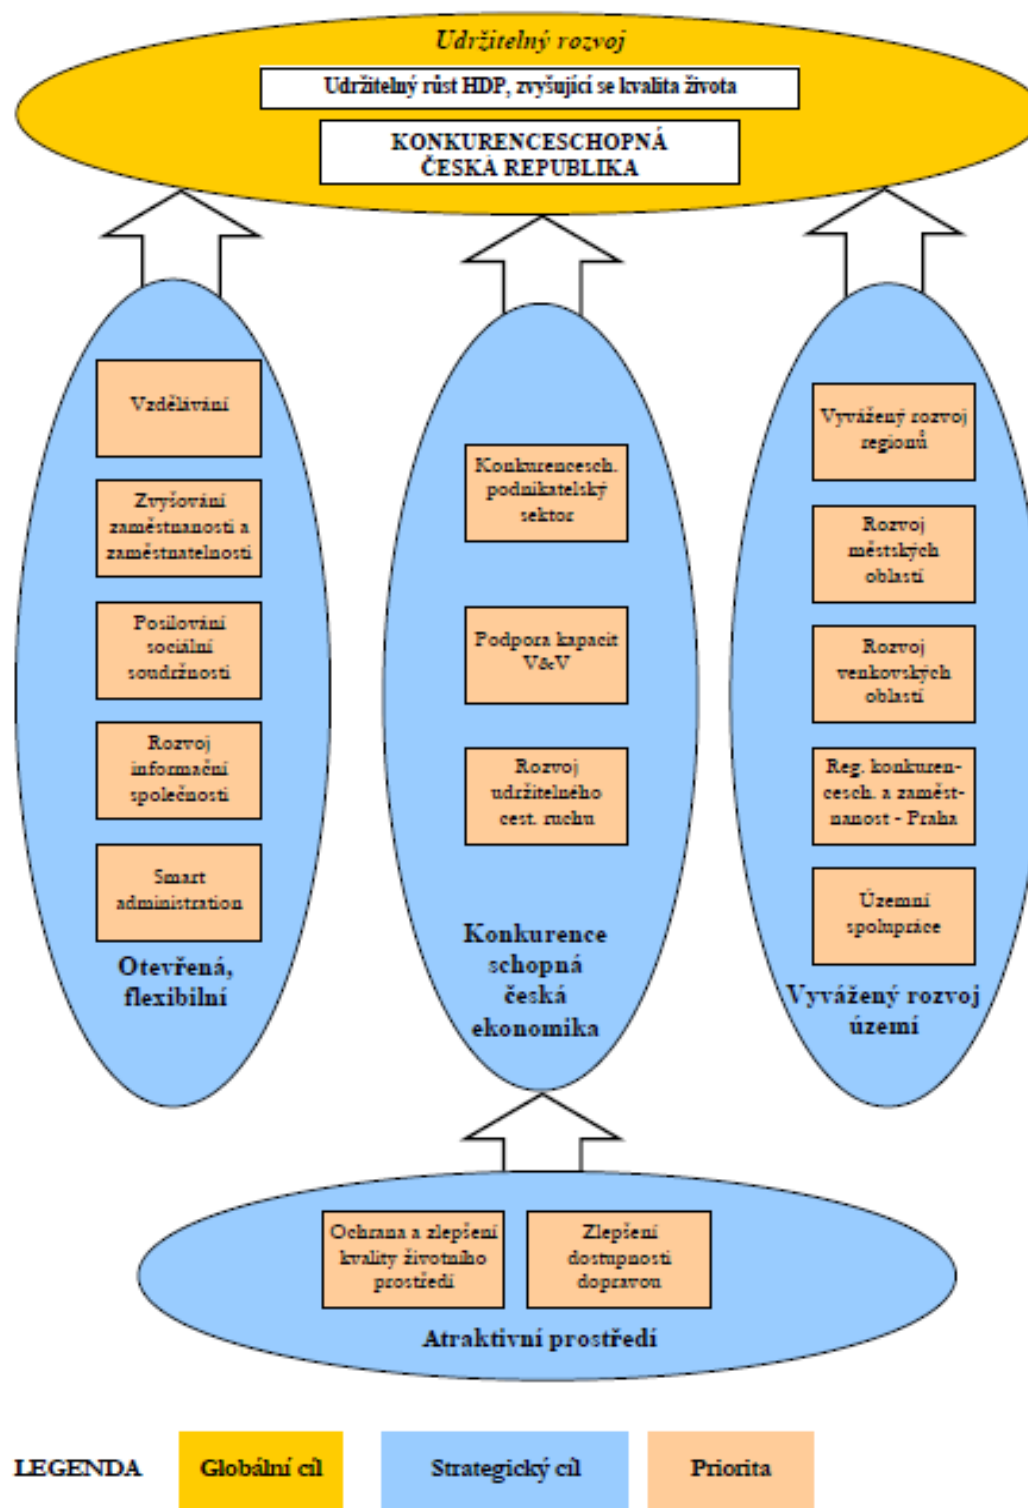 Udržitelný rozvoj
Udržitelný růst HDP, zvyšující se kvalita života
KONKURENCESCHOPNÁ
ČESKÁ REPUBLIKA
Vzdělávání
Zvyšování
zaměstnanosti a
zaměstnatelnosti
Posilování
sociální
soudržnosti
Rozvoj
informační
společnosti
Smart
administration
Otevřená,
flexibilní
Konkurencesch.
podnikatelský
sektor
Podpora kapacit
V&V
Rozvoj
udržitelného
cest. ruchu
Konkurence
schopná
česká
ekonomika
Vyvážený rozvoj
regionů
Rozvoj
městských
oblastí
Rozvoj
venkovských
oblastí
Reg. konkuren-
cesch. a zaměst-
nanost - Praha
Územní
spolupráce
Vyvážený rozvoj
území
Ochrana a zlepšení
kvality životního
prostředí
Zlepšení
dostupnosti
dopravou
Atraktivní prostředí
LEGENDA
Globální cíl
Strategický cíl
Priorita